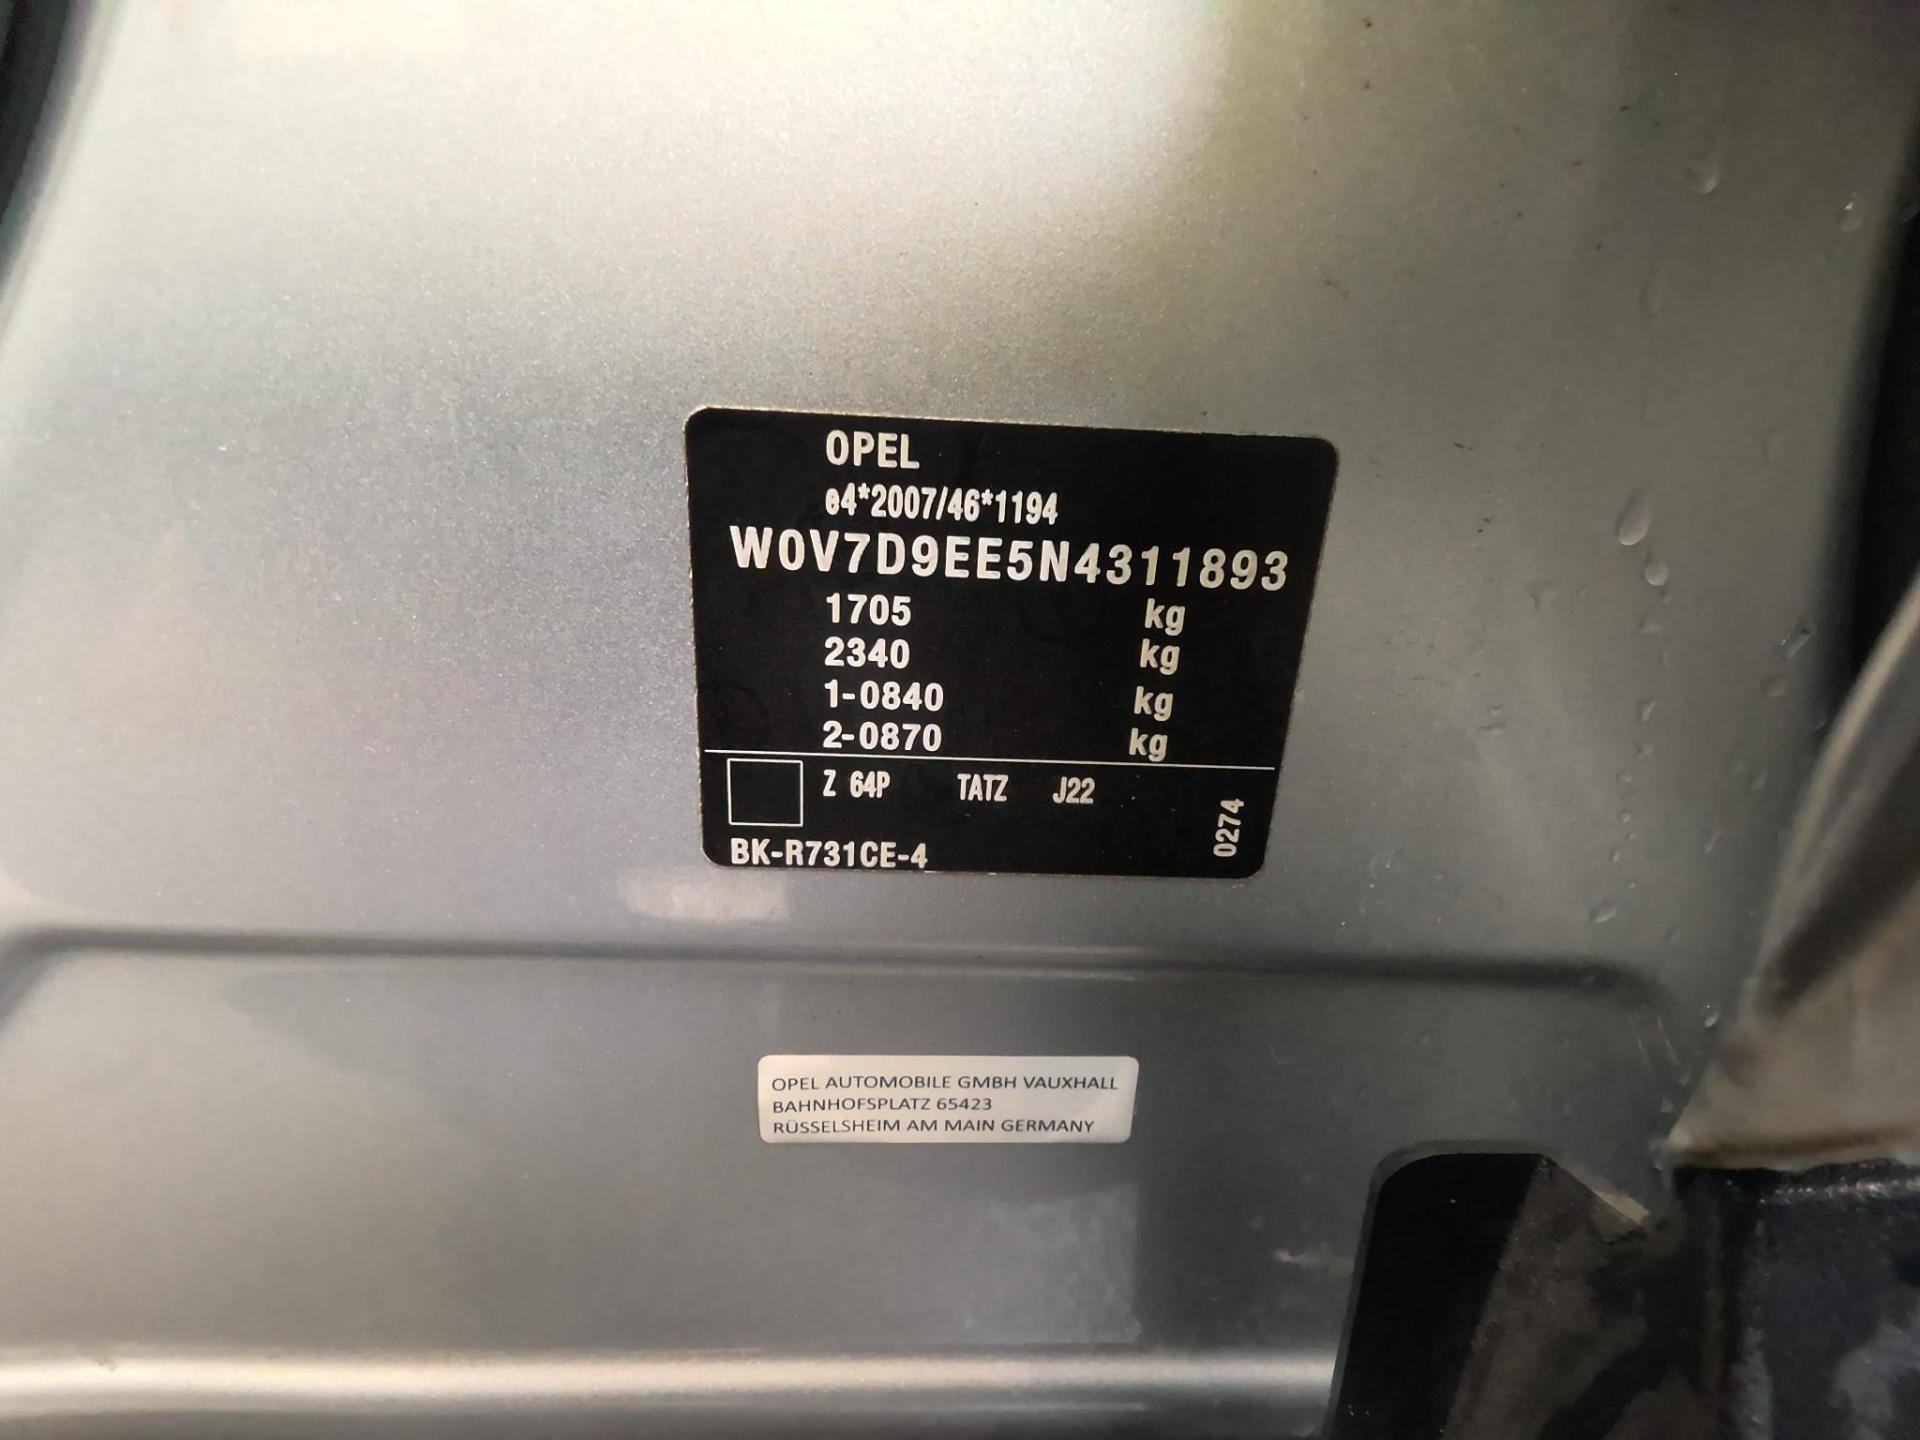 OPEL
e4*2007/46*1194
W0V7D9EE5N4311893
1705 kg
2340 kg
1-0840 kg
2-0870 kg
Z 64P TATZ J22
0274
BK-R731CE-4
OPEL AUTOMOBILE GMBH VAUXHALL
BAHNHOFSPLATZ 65423
RÜSSELSHEIM AM MAIN GERMANY